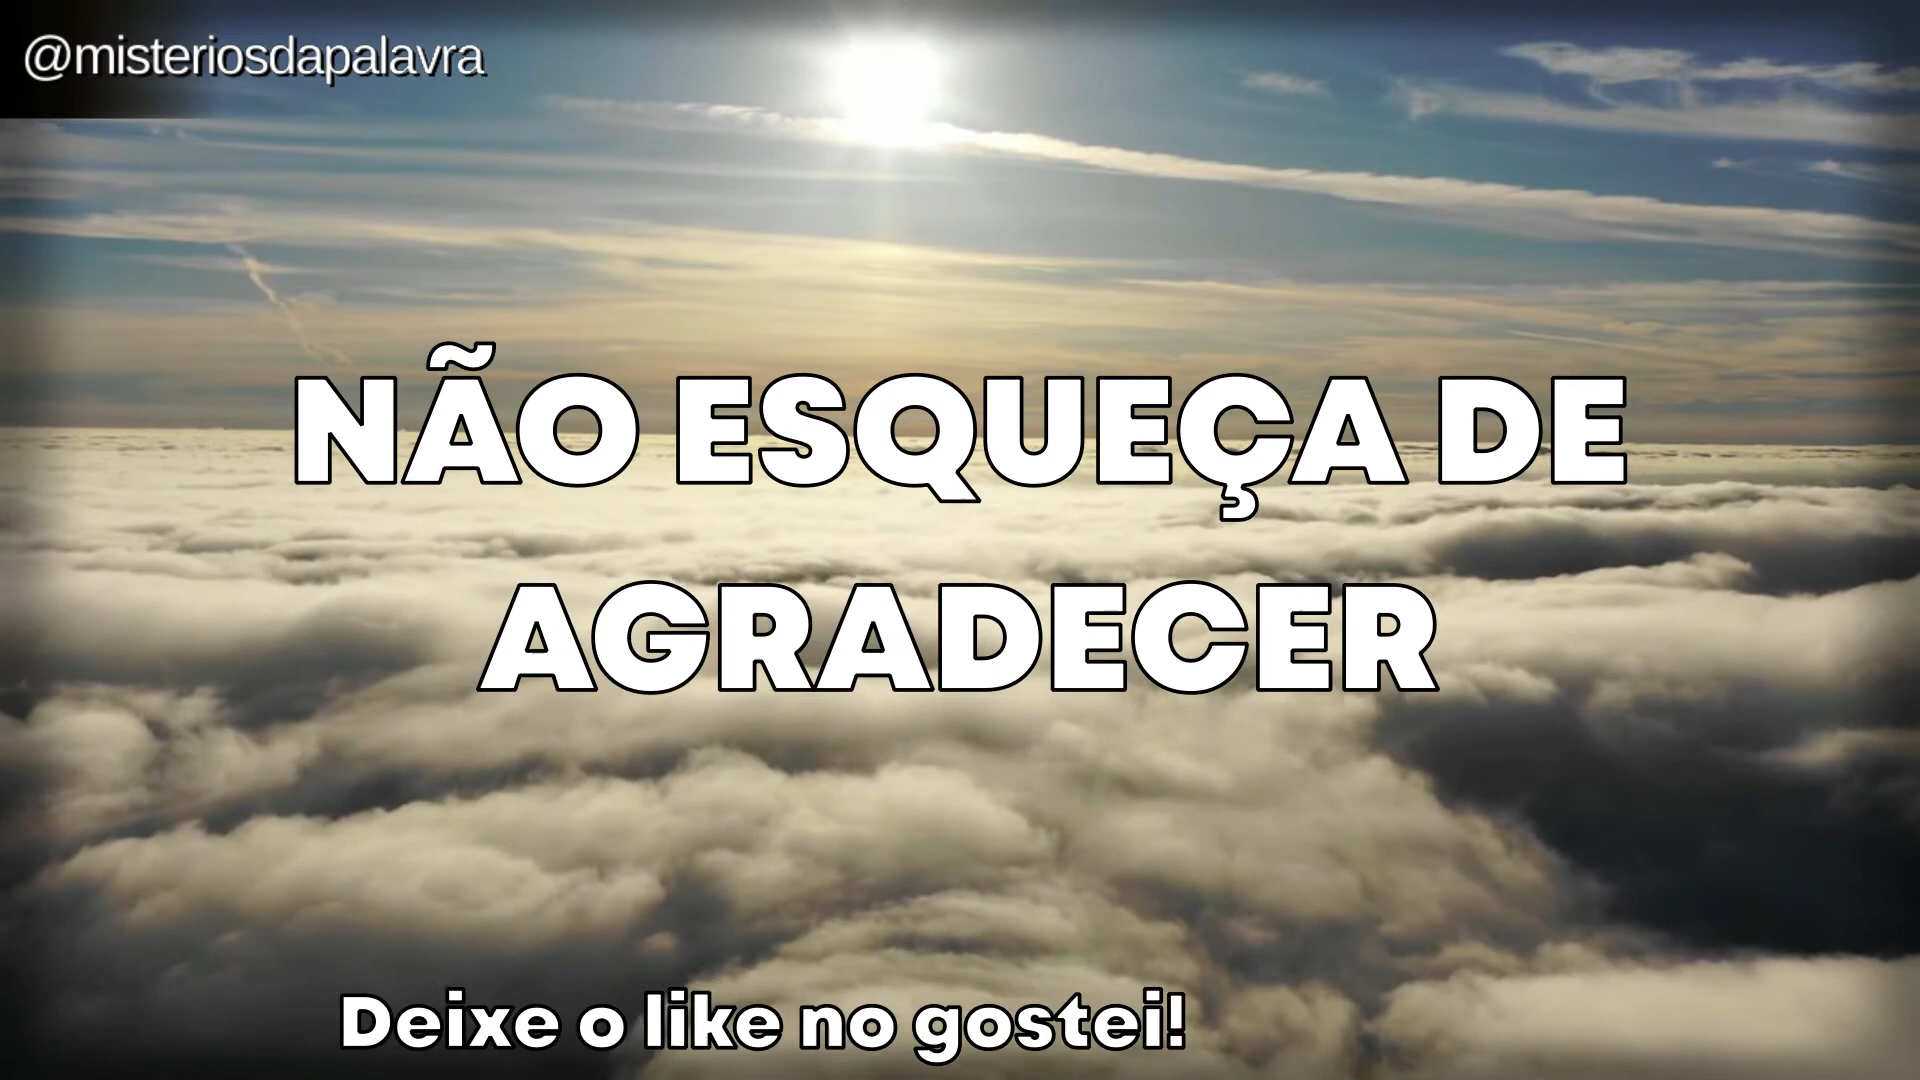 @misteriosdapalavra
NÃO ESQUEÇA DE
AGRADECER
Deixe o like no gostei!